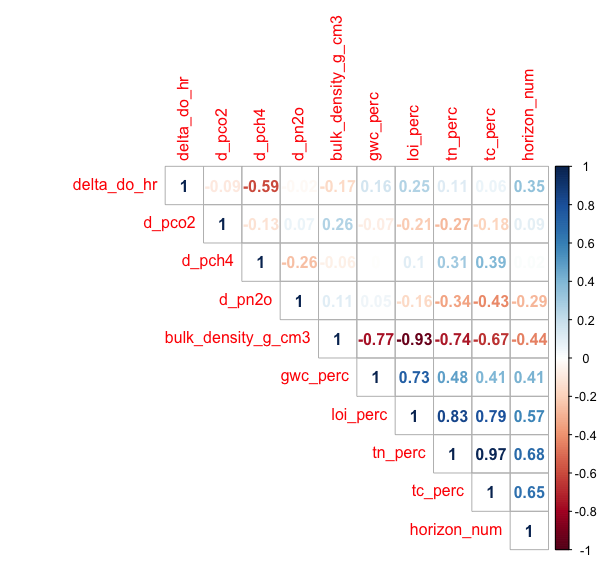 delta_do_hr d_pco2 d_pch4 d_pn2o bulk_density_g_cm3 gwc_perc loi_perc tn_perc tc_perc horizon_num
delta_do_hr 1 -0.09 -0.59 -0.17 0.16 0.25 0.11 0.06 0.35
d_pco2 1 -0.13 0.07 0.26 -0.07 -0.21 -0.27 -0.18 0.09
d_pch4 1 -0.26 -0.06 0.1 0.31 0.39
d_pn2o 1 0.11 0.05 -0.16 -0.34 -0.43 -0.29
bulk_density_g_cm3 1 -0.77 -0.93 -0.74 -0.67 -0.44
gwc_perc 1 0.73 0.48 0.41 0.41
loi_perc 1 0.83 0.79 0.57
tn_perc 1 0.97 0.68
tc_perc 1 0.65
horizon_num 1
1
0.8
0.6
0.4
0.2
0
-0.2
-0.4
-0.6
-0.8
-1